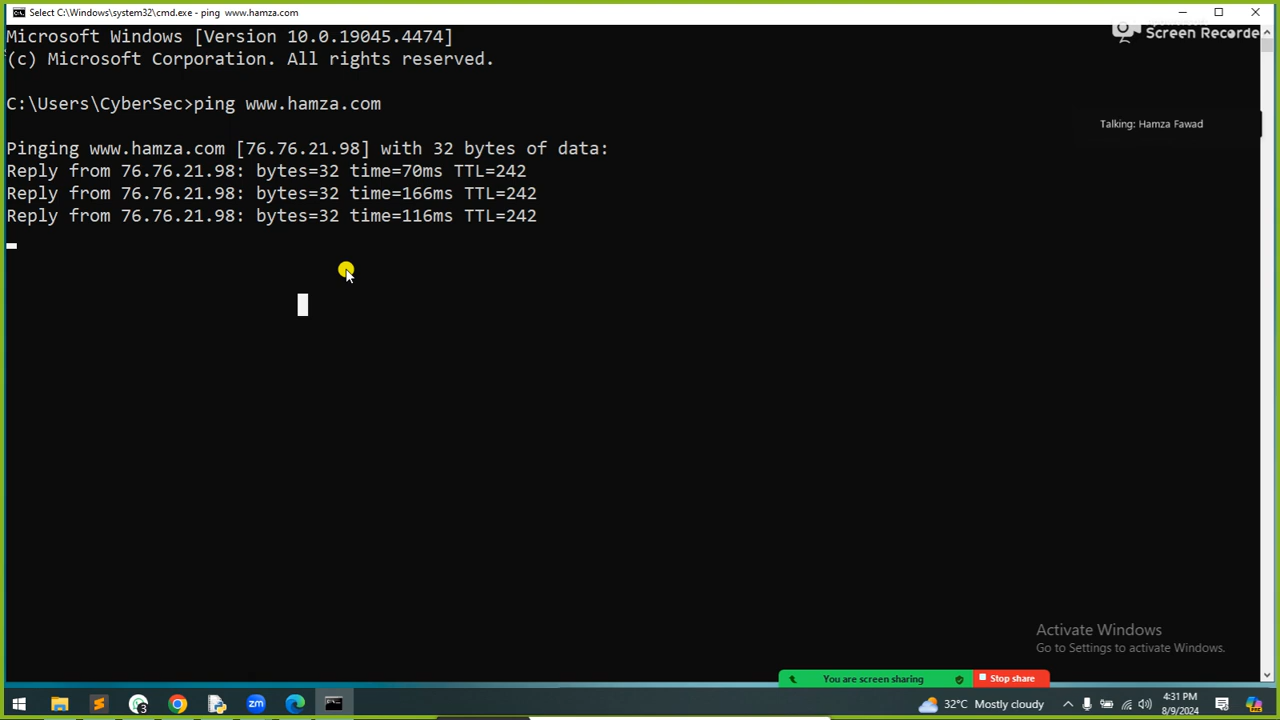 Select C:\Windows\system32\cmd.exe - ping  www.hamza.com
Microsoft Windows [Version 10.0.19045.4474]
(c) Microsoft Corporation. All rights reserved.
Screen Recorde
C:\Users\CyberSec>ping www.hamza.com
Talking: Hamza Fawad
Pinging www.hamza.com [76.76.21.98] with 32 bytes of data:
Reply from 76.76.21.98: bytes=32 time=70ms TTL=242
Reply from 76.76.21.98: bytes=32 time=166ms TTL=242
Reply from 76.76.21.98: bytes=32 time=116ms TTL=242
Activate Windows
Go to Settings to activate Windows.
You are screen sharing
Stop share
3
zm
32°C Mostly cloudy
4:31 PM
8/9/2024